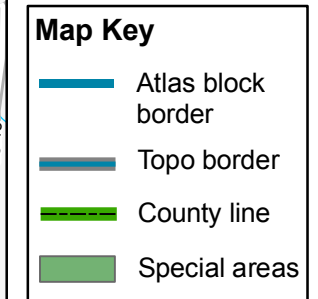 Map Key
Atlas block
border
Topo border
County line
Special areas